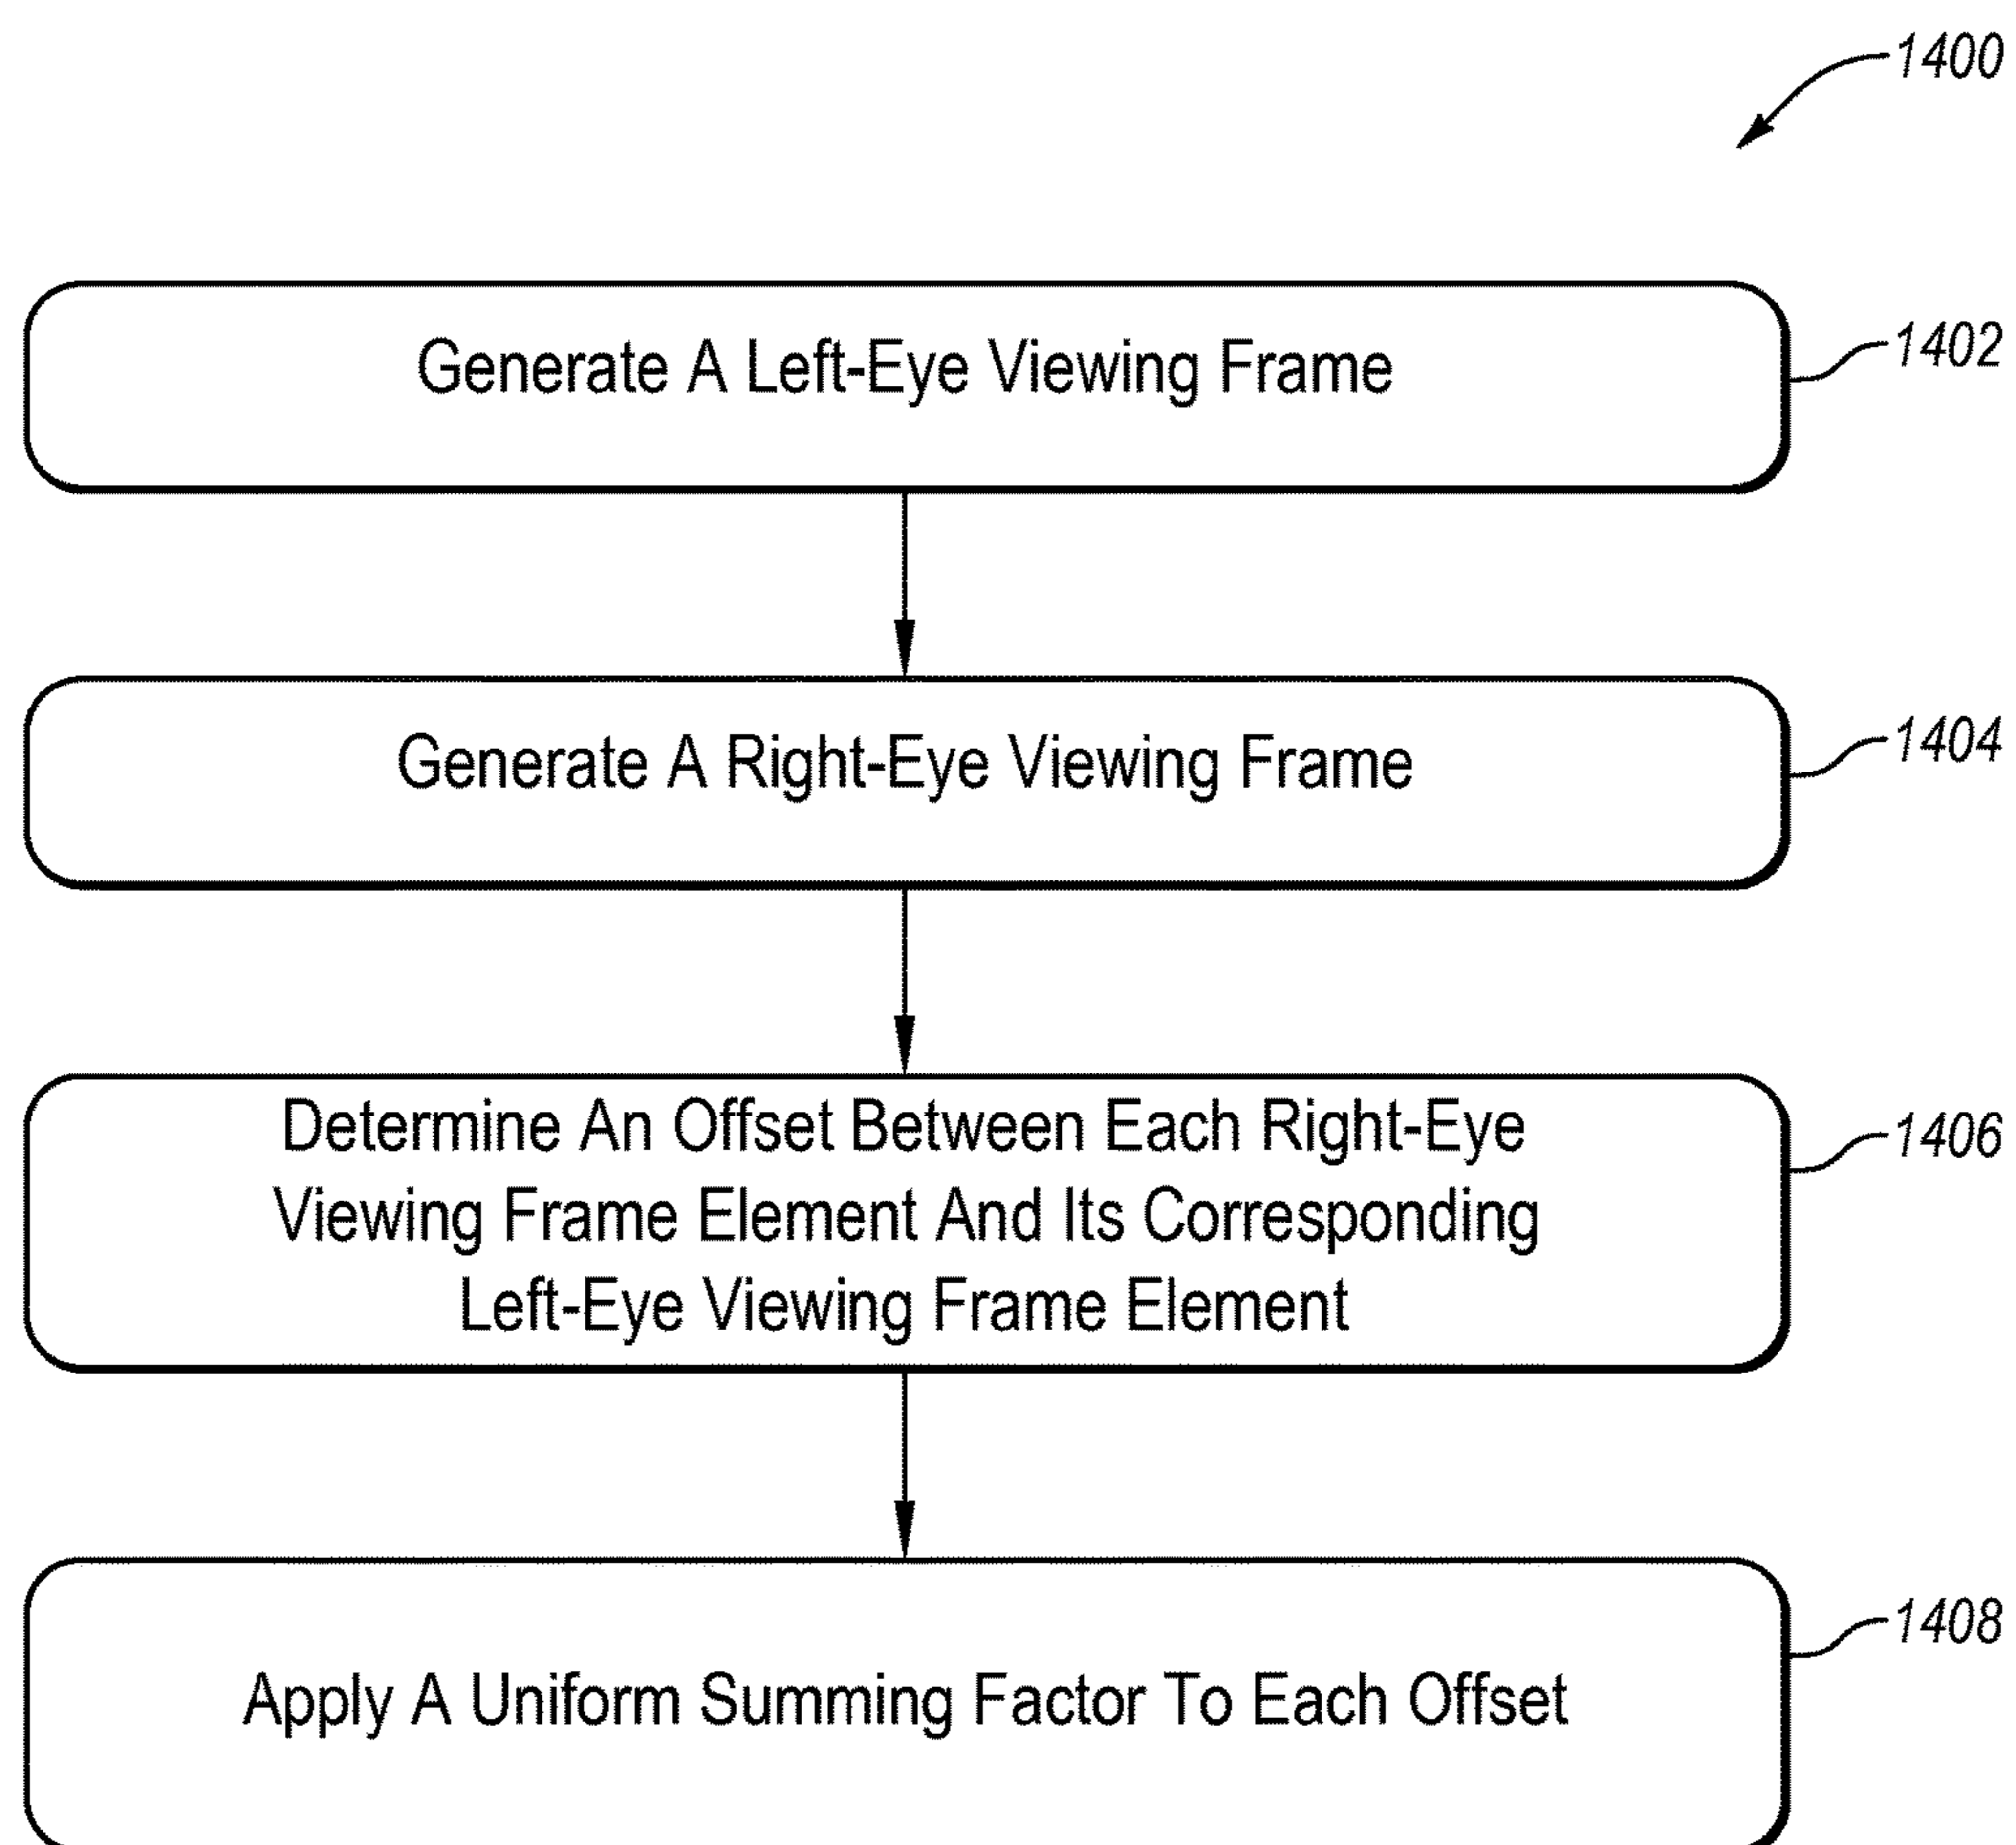 1400
Generate A Left-Eye Viewing Frame
1402
Generate A Right-Eye Viewing Frame
1404
Determine An Offset Between Each Right-Eye
Viewing Frame Element And Its Corresponding
Left-Eye Viewing Frame Element
1406
Apply A Uniform Summing Factor To Each Offset
1408